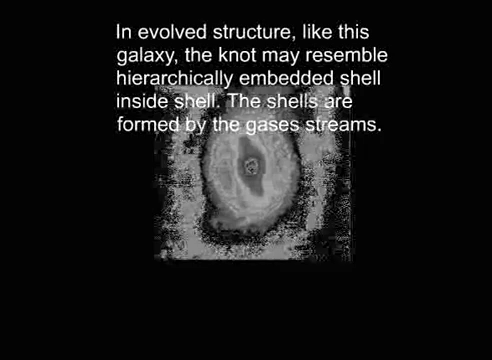 In evolved structure, like this
galaxy, the knot may resemble
hierarchically embedded shell
inside shell. The shells are
formed by the gases streams.